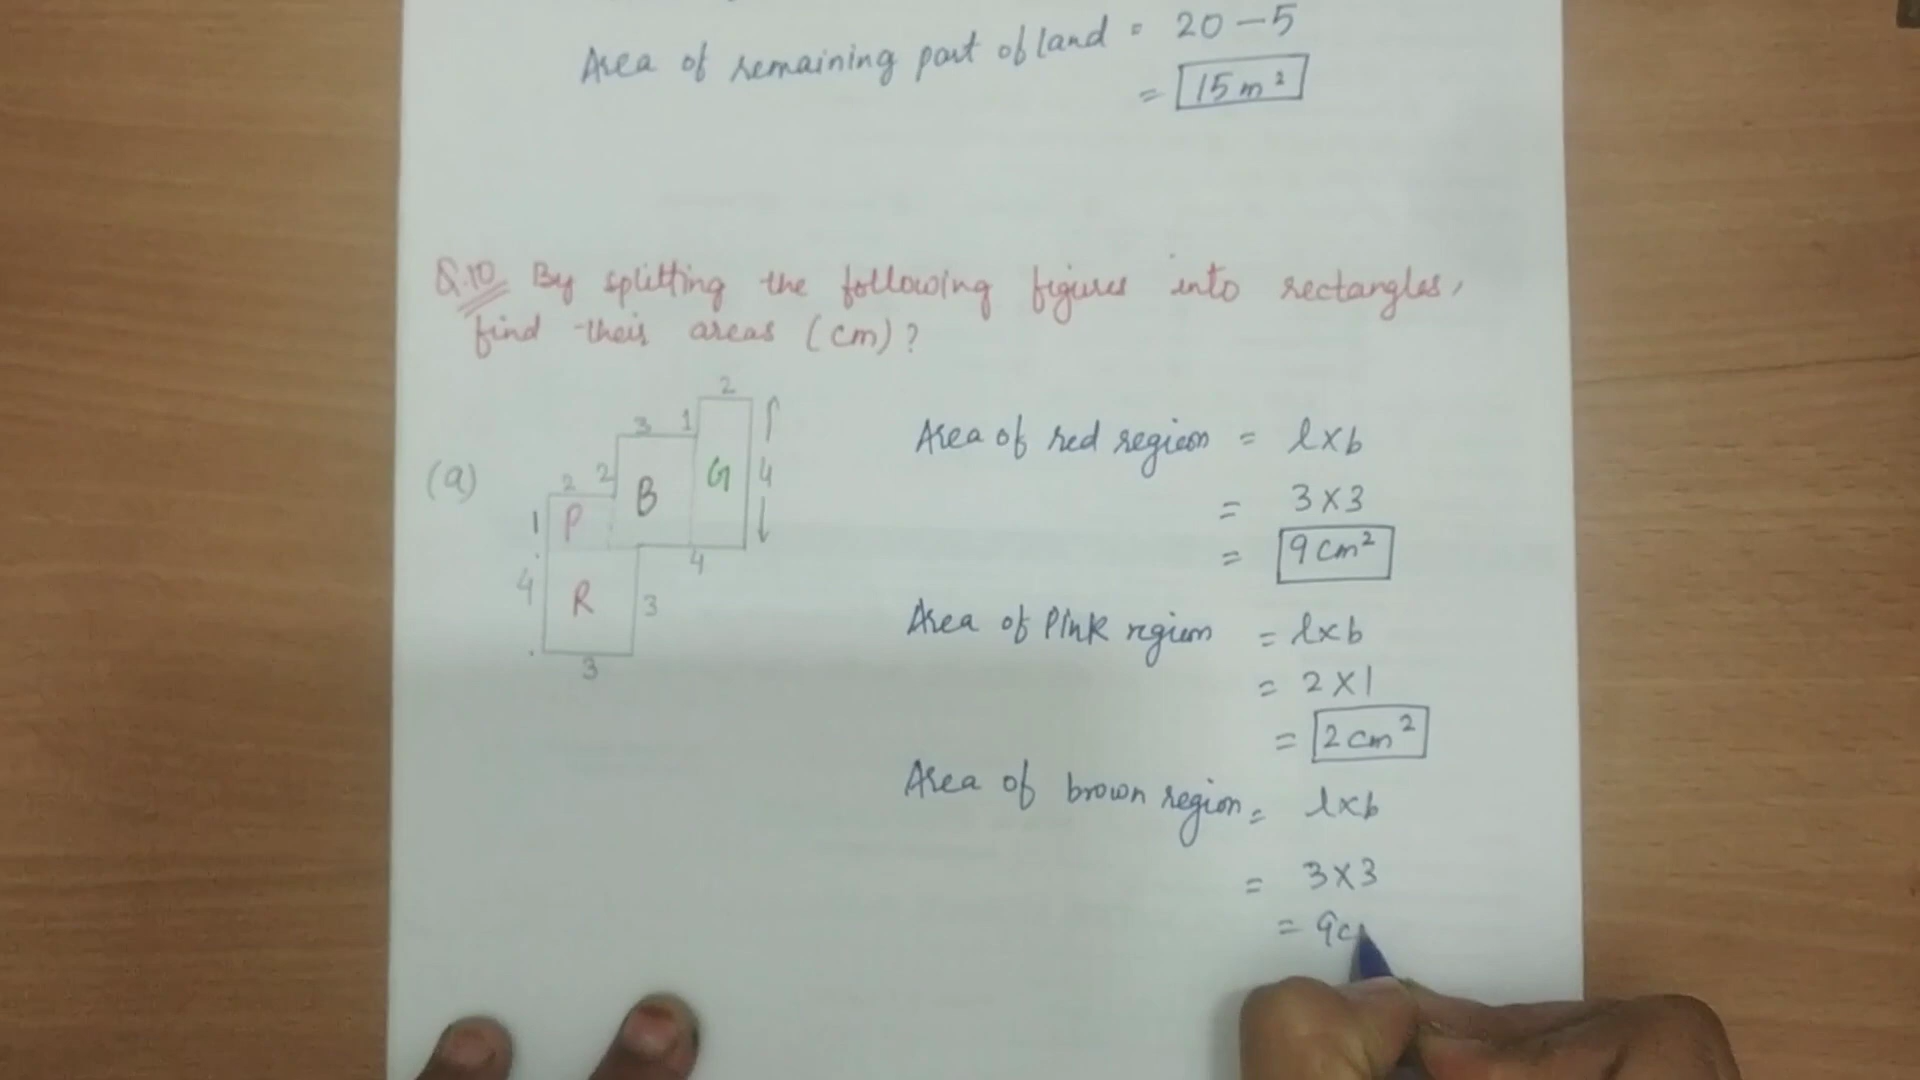 Area of remaining part of land = 20 - 5
= 15 m²
Q.10 By splitting the following figures into rectangles,
find their areas (cm) ?
(a)
2
3 1
2 2 4
1 P B G
4
4 R 3
3
Area of red region = l x b
= 3 x 3
= 9 cm²
Area of Pink region = l x b
= 2 x 1
= 2 cm²
Area of brown region = l x b
= 3 x 3
= 9c